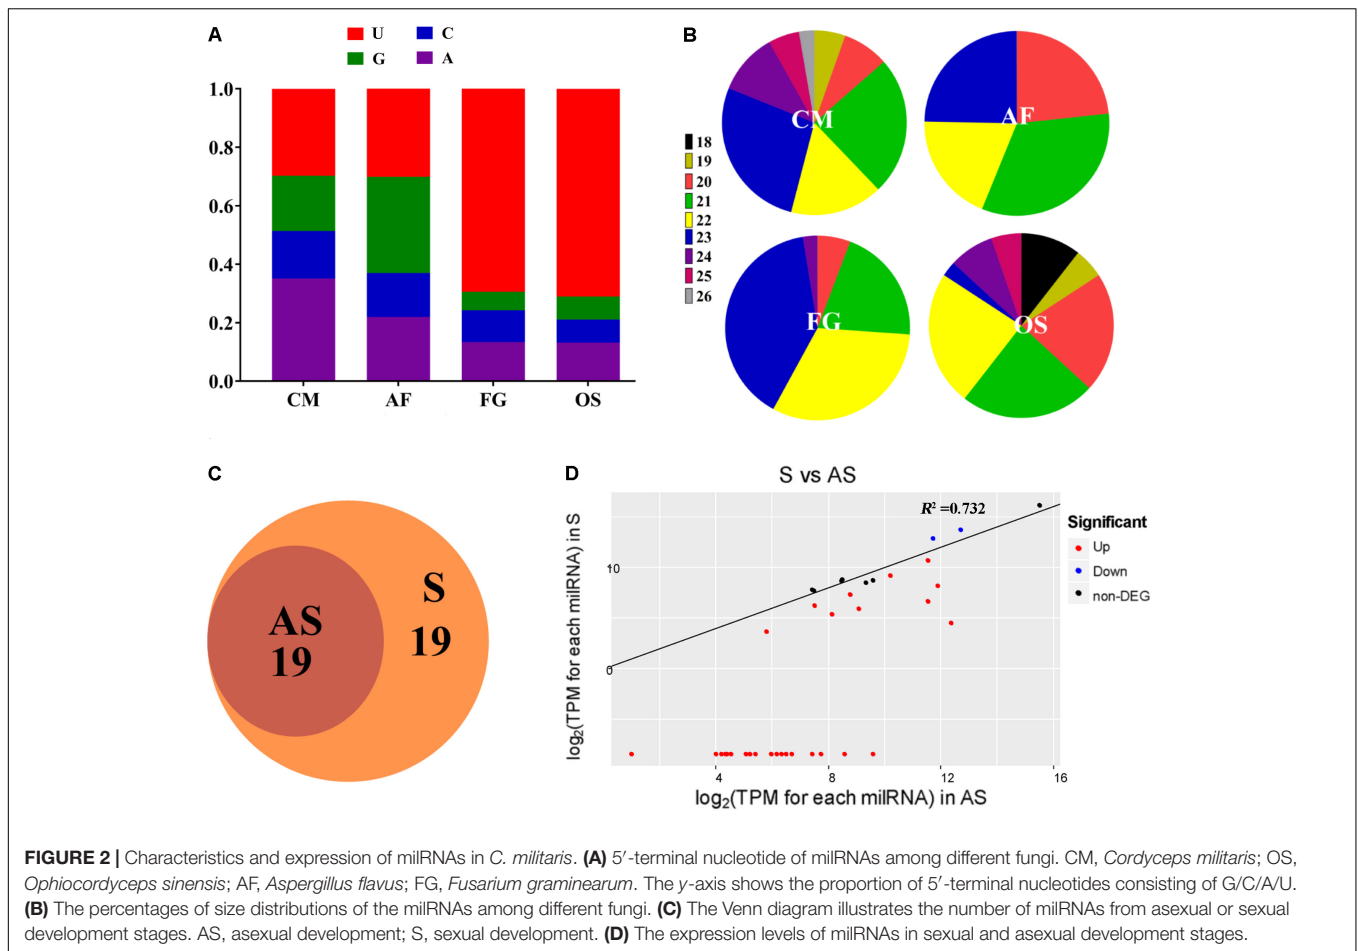 A
U
C
G
A
1.0
0.8
0.6
0.4
0.2
0.0
CM AF FG OS
B
18
19
20
21
22
23
24
25
26
CM
AF
FG
OS
C
AS
19
S
19
D
S vs AS
R² =0.732
log₂(TPM for each milRNA) in S
10
0
4 8 12 16
log₂(TPM for each milRNA) in AS
Significant
Up
Down
non-DEG
FIGURE 2 | Characteristics and expression of milRNAs in C. militaris. (A) 5′-terminal nucleotide of milRNAs among different fungi. CM, Cordyceps militaris; OS,
Ophiocordyceps sinensis; AF, Aspergillus flavus; FG, Fusarium graminearum. The y-axis shows the proportion of 5′-terminal nucleotides consisting of G/C/A/U.
(B) The percentages of size distributions of the milRNAs among different fungi. (C) The Venn diagram illustrates the number of milRNAs from asexual or sexual
development stages. AS, asexual development; S, sexual development. (D) The expression levels of milRNAs in sexual and asexual development stages.